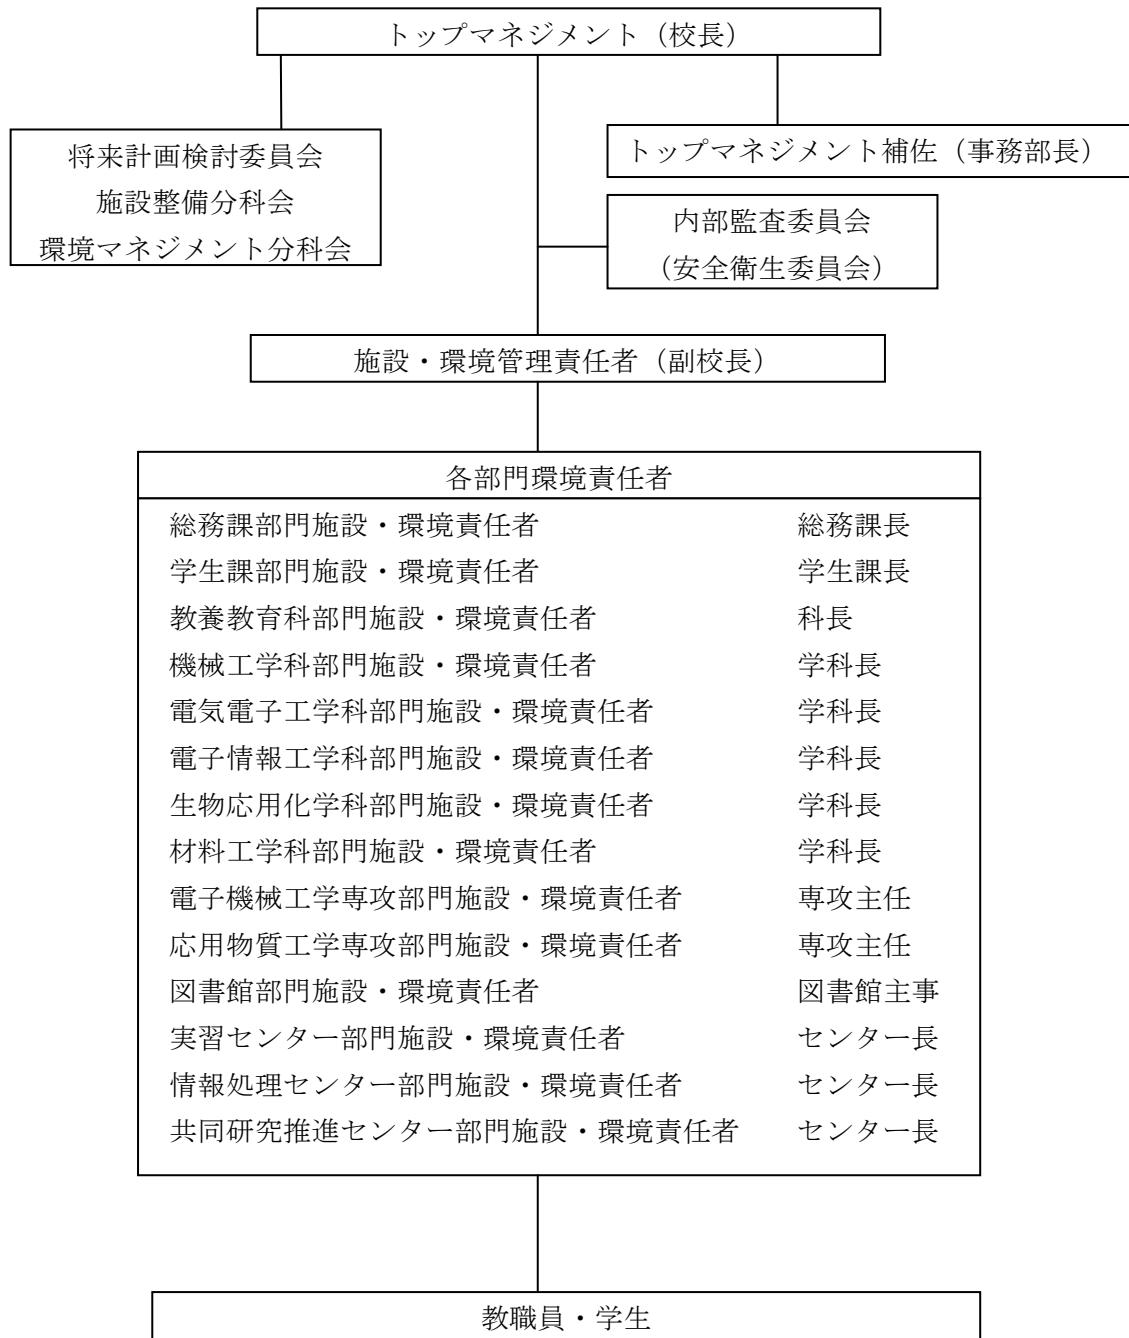 トップマネジメント（校長）
将来計画検討委員会
施設整備分科会
環境マネジメント分科会
トップマネジメント補佐（事務部長）
内部監査委員会
（安全衛生委員会）
施設・環境管理責任者（副校長）
各部門環境責任者
総務課部門施設・環境責任者 総務課長
学生課部門施設・環境責任者 学生課長
教養教育科部門施設・環境責任者 科長
機械工学科部門施設・環境責任者 学科長
電気電子工学科部門施設・環境責任者 学科長
電子情報工学科部門施設・環境責任者 学科長
生物応用化学科部門施設・環境責任者 学科長
材料工学科部門施設・環境責任者 学科長
電子機械工学専攻部門施設・環境責任者 専攻主任
応用物質工学専攻部門施設・環境責任者 専攻主任
図書館部門施設・環境責任者 図書館主事
実習センター部門施設・環境責任者 センター長
情報処理センター部門施設・環境責任者 センター長
共同研究推進センター部門施設・環境責任者 センター長
教職員・学生